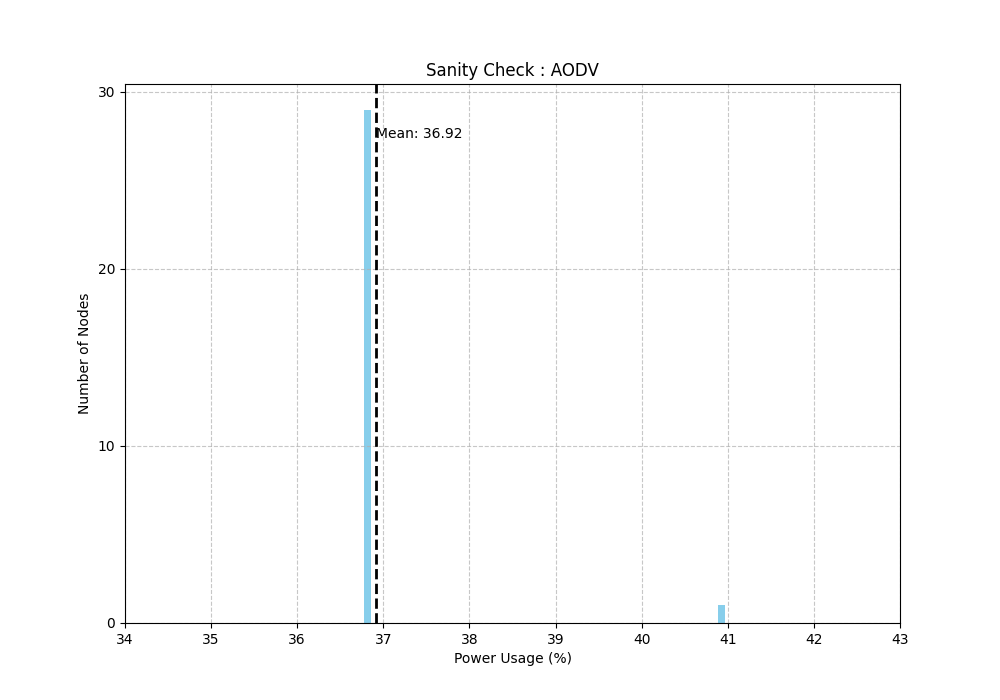 Sanity Check : AODV
30
20
10
0
Number of Nodes
Mean: 36.92
34 35 36 37 38 39 40 41 42 43
Power Usage (%)